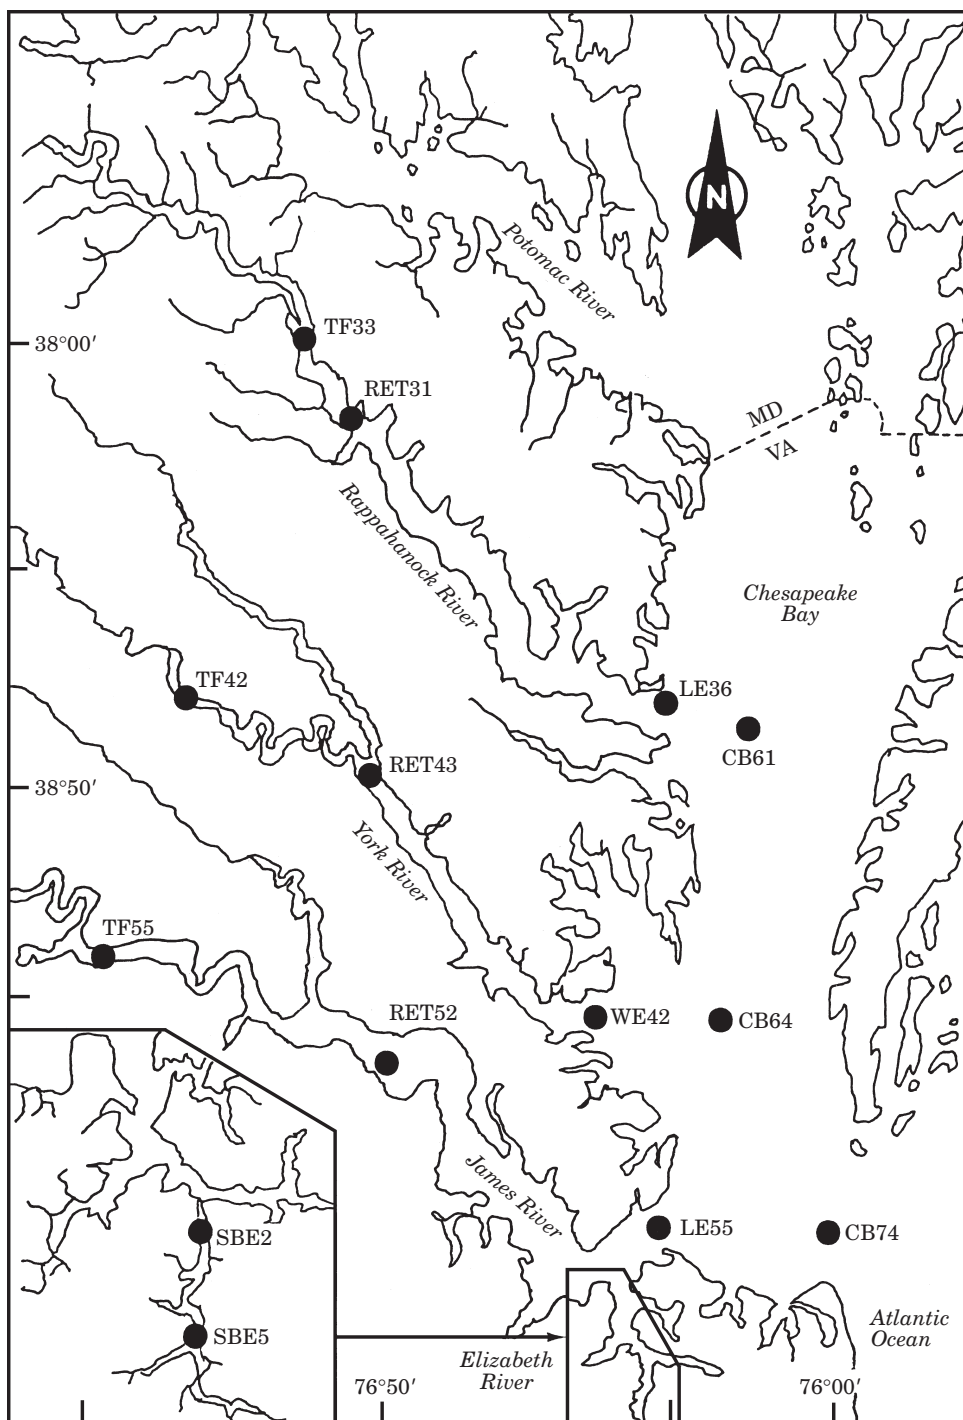 N
Potomac
River
TF33
38°00′
RET31
MD
VA
Rappahanock River
Chesapeake
Bay
TF42
LE36
CB61
RET43
38°50′
York River
TF55
RET52
WE42
CB64
James River
SBE2
LE55
CB74
SBE5
Atlantic
Ocean
Elizabeth
River
76°50′
76°00′